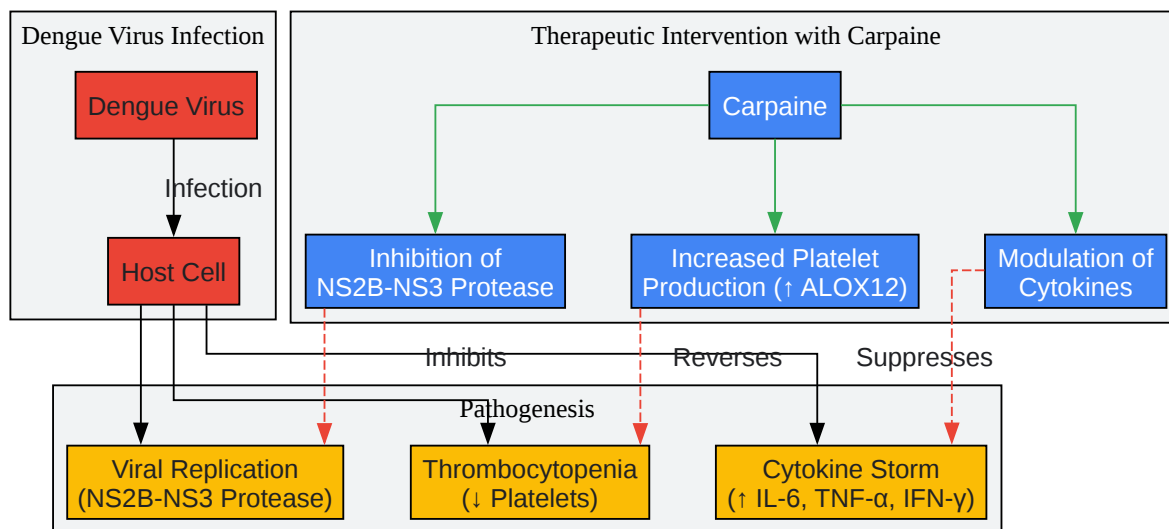 Dengue Virus Infection
Therapeutic Intervention with Carpaine
Dengue Virus
Carpaine
Infection
Host Cell
Inhibition of
NS2B-NS3 Protease
Increased Platelet
Production (↑ ALOX12)
Modulation of
Cytokines
Inhibits
Reverses
Suppresses
Pathogenesis
Viral Replication
(NS2B-NS3 Protease)
Thrombocytopenia
(↓ Platelets)
Cytokine Storm
(↑ IL-6, TNF-α, IFN-γ)